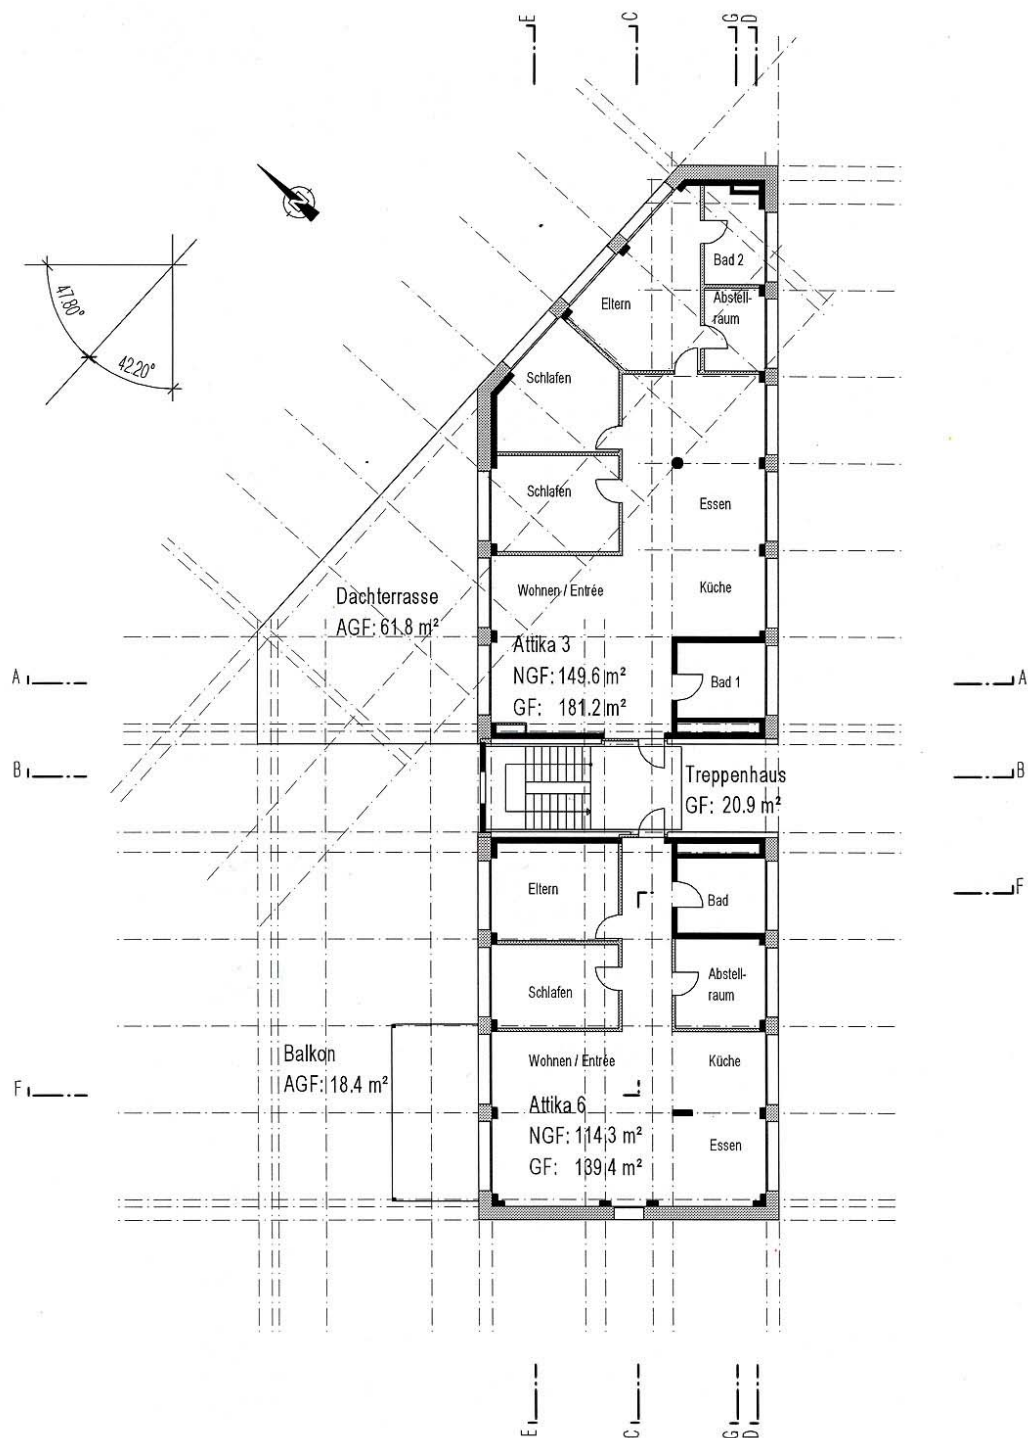 E
C
G
D
N
47.80°
42.20°
Bad 2
Eltern
Abstell-
raum
Schlafen
Schlafen
Essen
Wohnen / Entrée
Küche
Dachterrasse
AGF: 61.8 m²
Attika 3
NGF: 149.6 m²
GF: 181.2 m²
Bad 1
A
A
B
B
Treppenhaus
GF: 20.9 m²
Eltern
Bad
F
Schlafen
Abstell-
raum
Balkon
AGF: 18.4 m²
Wohnen / Entrée
Küche
F
Attika 6
NGF: 114.3 m²
GF: 139.4 m²
Essen
E
C
G
D